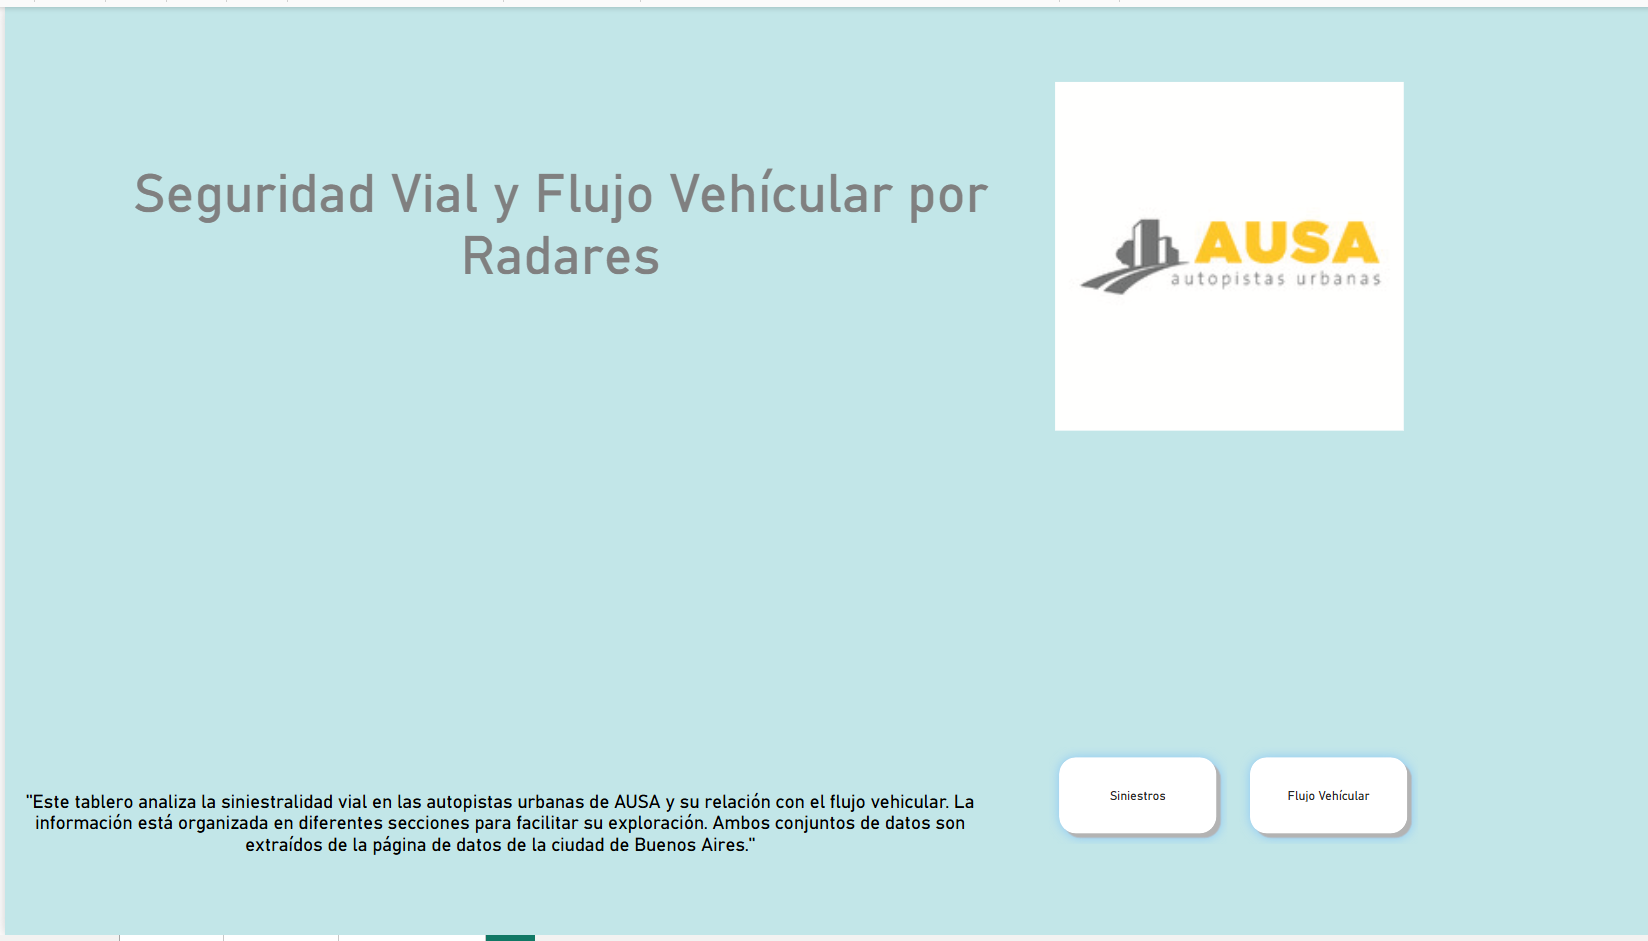 Seguridad Vial y Flujo Vehícular por
Radares
AUSA
autopistas urbanas
"Este tablero analiza la siniestralidad vial en las autopistas urbanas de AUSA y su relación con el flujo vehicular. La
información está organizada en diferentes secciones para facilitar su exploración. Ambos conjuntos de datos son
extraídos de la página de datos de la ciudad de Buenos Aires."
Siniestros
Flujo Vehícular